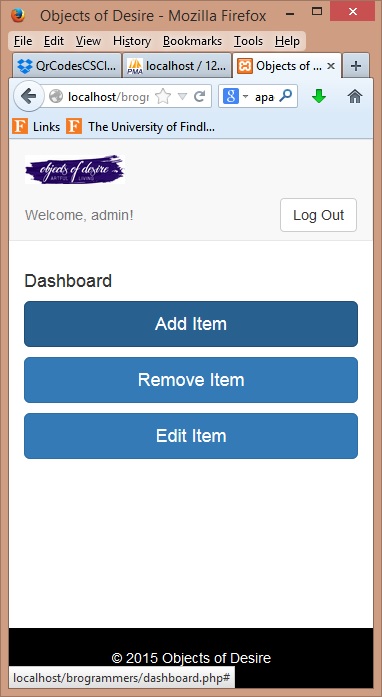 Objects of Desire - Mozilla Firefox
File Edit View History Bookmarks Tools Help
QrCodesCSCI... localhost / 12... Objects of ...
PMA
localhost/brogr apa
Links The University of Findl...
objects of desire
ARTFUL LIVING
Welcome, admin! Log Out
Dashboard
Add Item
Remove Item
Edit Item
© 2015 Objects of Desire
localhost/brogrammers/dashboard.php#